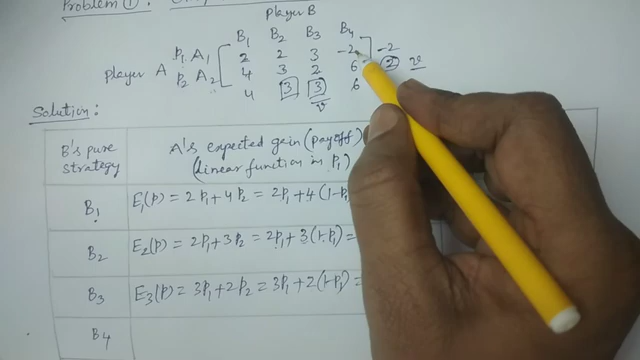 Problem ①:
Player B
B₁ B₂ B₃ B₄
Player A P₁ A₁ 2 2 3 -2 -2
P₂ A₂ 4 3 2 6 2 v
4 3 3 6
v
Solution:
B's pure strategy
A's expected gain (payoff)
(linear function in P₁)
B₁ E₁(P) = 2P₁ + 4P₂ = 2P₁ + 4(1-P₁
B₂ E₂(P) = 2P₁ + 3P₂ = 2P₁ + 3(1-P₁) =
B₃ E₃(P) = 3P₁ + 2P₂ = 3P₁ + 2(1-P₁) =
B₄